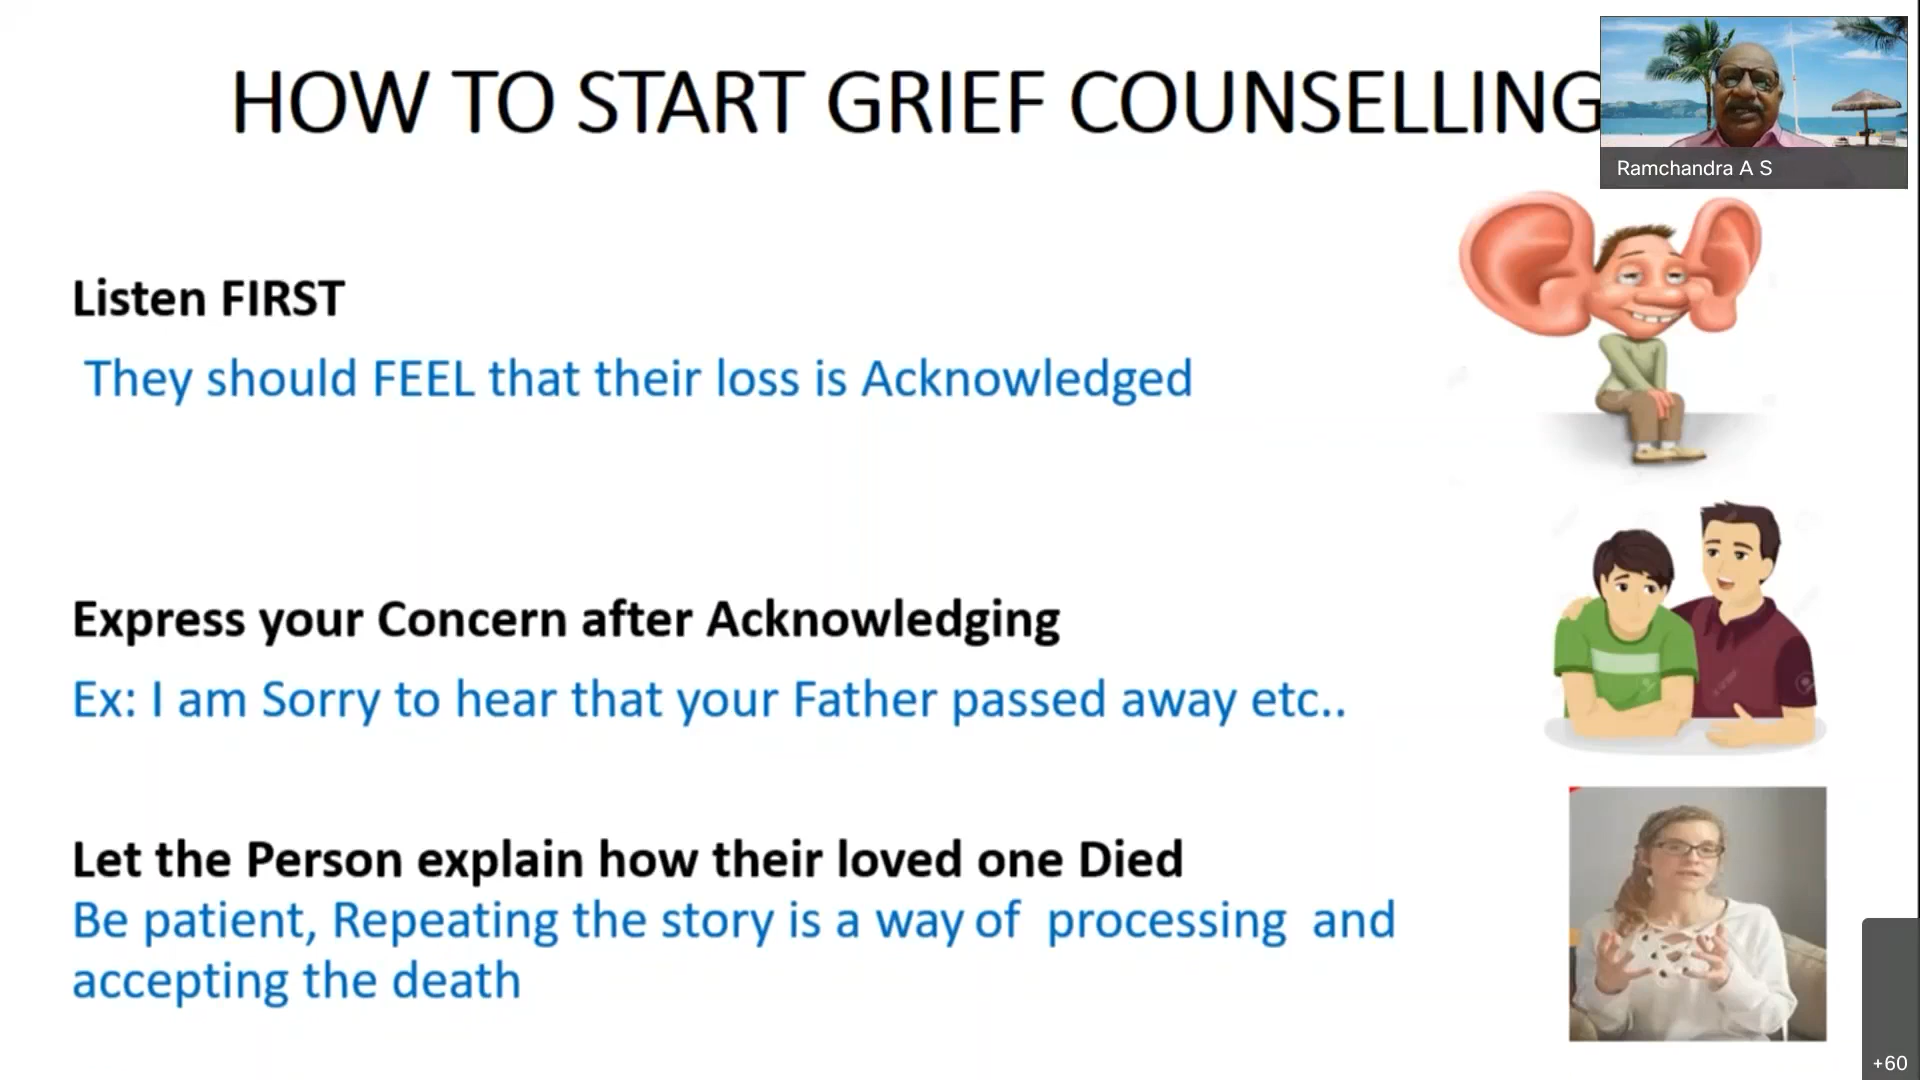 HOW TO START GRIEF COUNSELLING
Ramchandra A S
Listen FIRST
They should FEEL that their loss is Acknowledged
Express your Concern after Acknowledging
Ex: I am Sorry to hear that your Father passed away etc..
Let the Person explain how their loved one Died
Be patient, Repeating the story is a way of processing and
accepting the death
+60